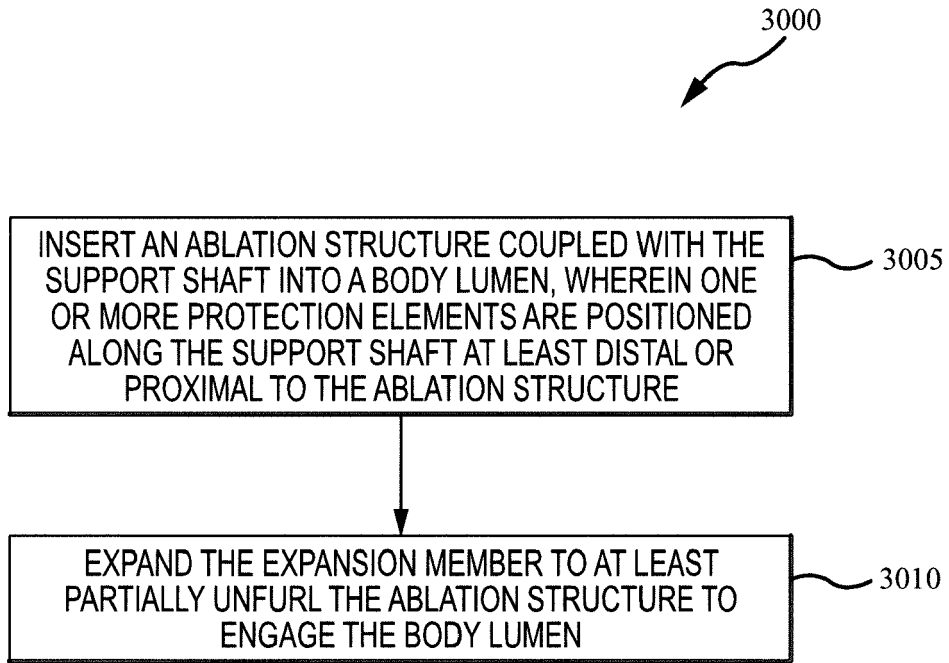 3000
INSERT AN ABLATION STRUCTURE COUPLED WITH THE
SUPPORT SHAFT INTO A BODY LUMEN, WHEREIN ONE
OR MORE PROTECTION ELEMENTS ARE POSITIONED
ALONG THE SUPPORT SHAFT AT LEAST DISTAL OR
PROXIMAL TO THE ABLATION STRUCTURE
3005
EXPAND THE EXPANSION MEMBER TO AT LEAST
PARTIALLY UNFURL THE ABLATION STRUCTURE TO
ENGAGE THE BODY LUMEN
3010